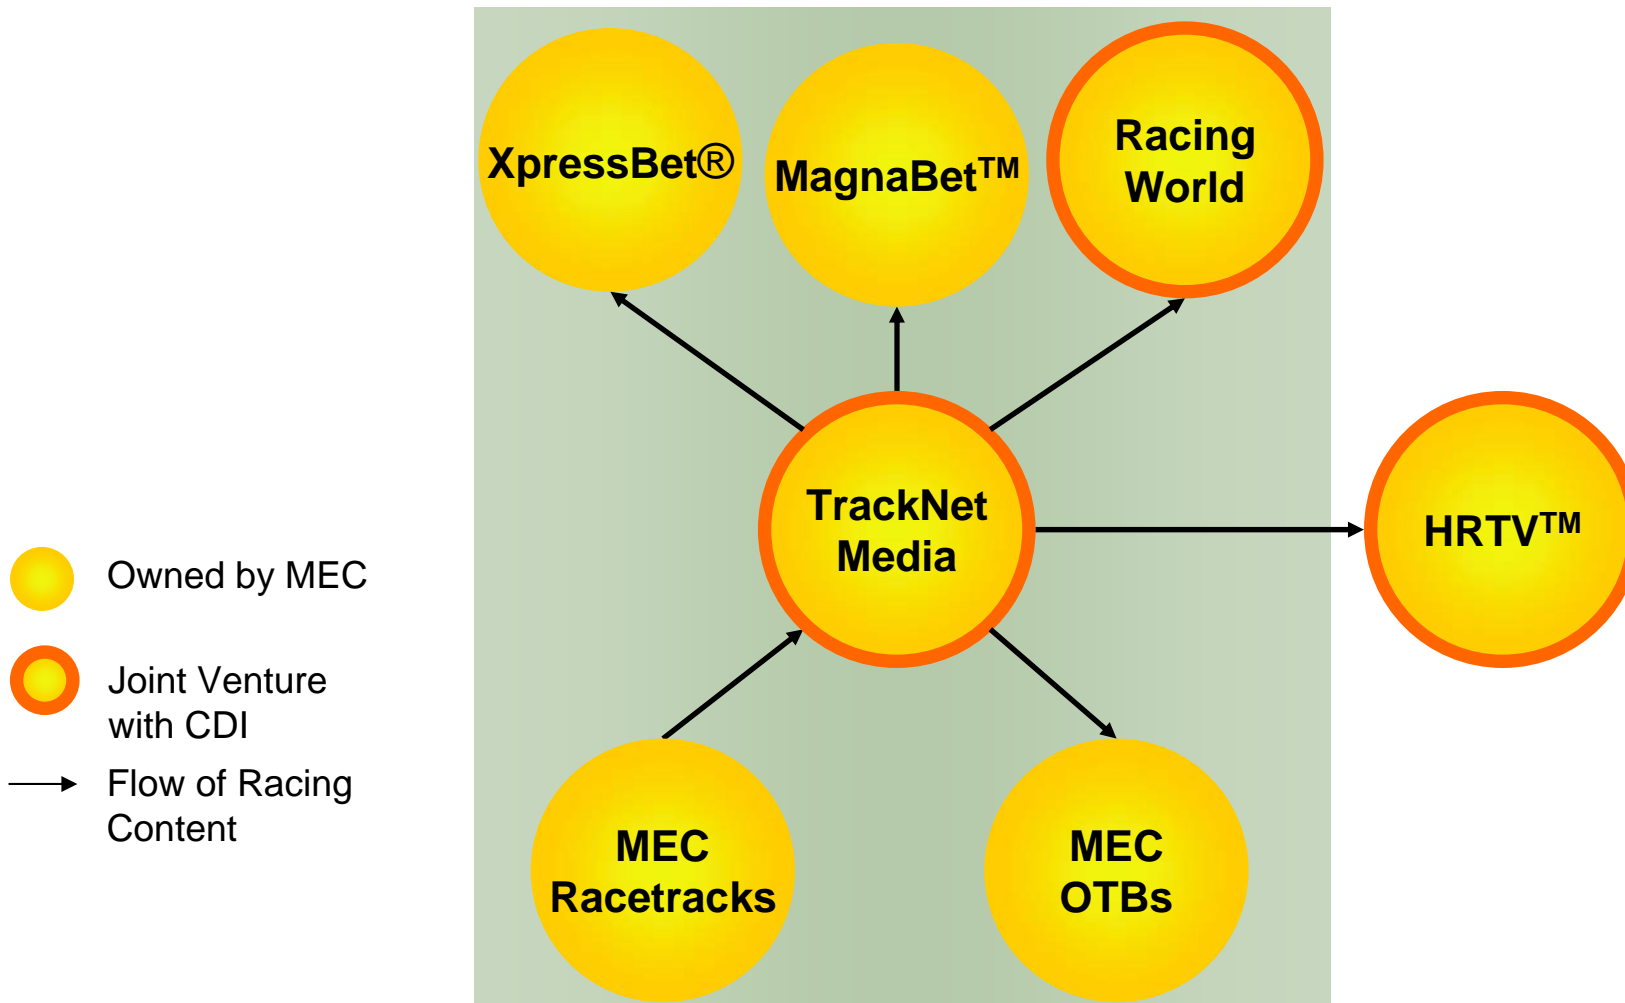 XpressBet®
MagnaBet™
Racing
World
TrackNet
Media
HRTV™
Owned by MEC
Joint Venture
with CDI
Flow of Racing
Content
MEC
Racetracks
MEC
OTBs